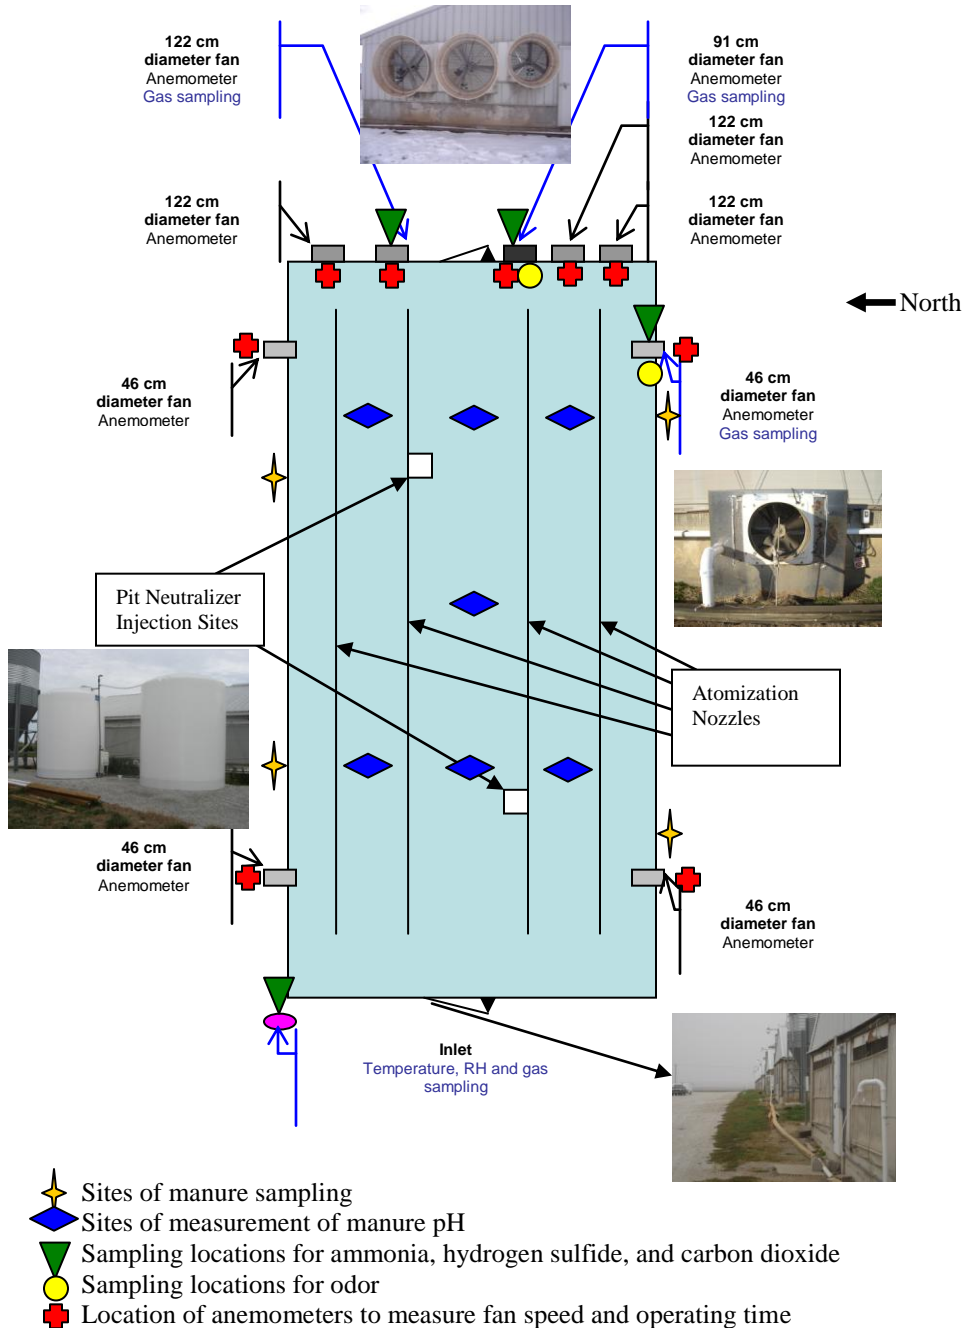 122 cm
diameter fan
Anemometer
Gas sampling
91 cm
diameter fan
Anemometer
Gas sampling
122 cm
diameter fan
Anemometer
122 cm
diameter fan
Anemometer
122 cm
diameter fan
Anemometer
North
46 cm
diameter fan
Anemometer
46 cm
diameter fan
Anemometer
Gas sampling
Pit Neutralizer
Injection Sites
Atomization
Nozzles
46 cm
diameter fan
Anemometer
46 cm
diameter fan
Anemometer
Inlet
Temperature, RH and gas
sampling
Sites of manure sampling
Sites of measurement of manure pH
Sampling locations for ammonia, hydrogen sulfide, and carbon dioxide
Sampling locations for odor
Location of anemometers to measure fan speed and operating time